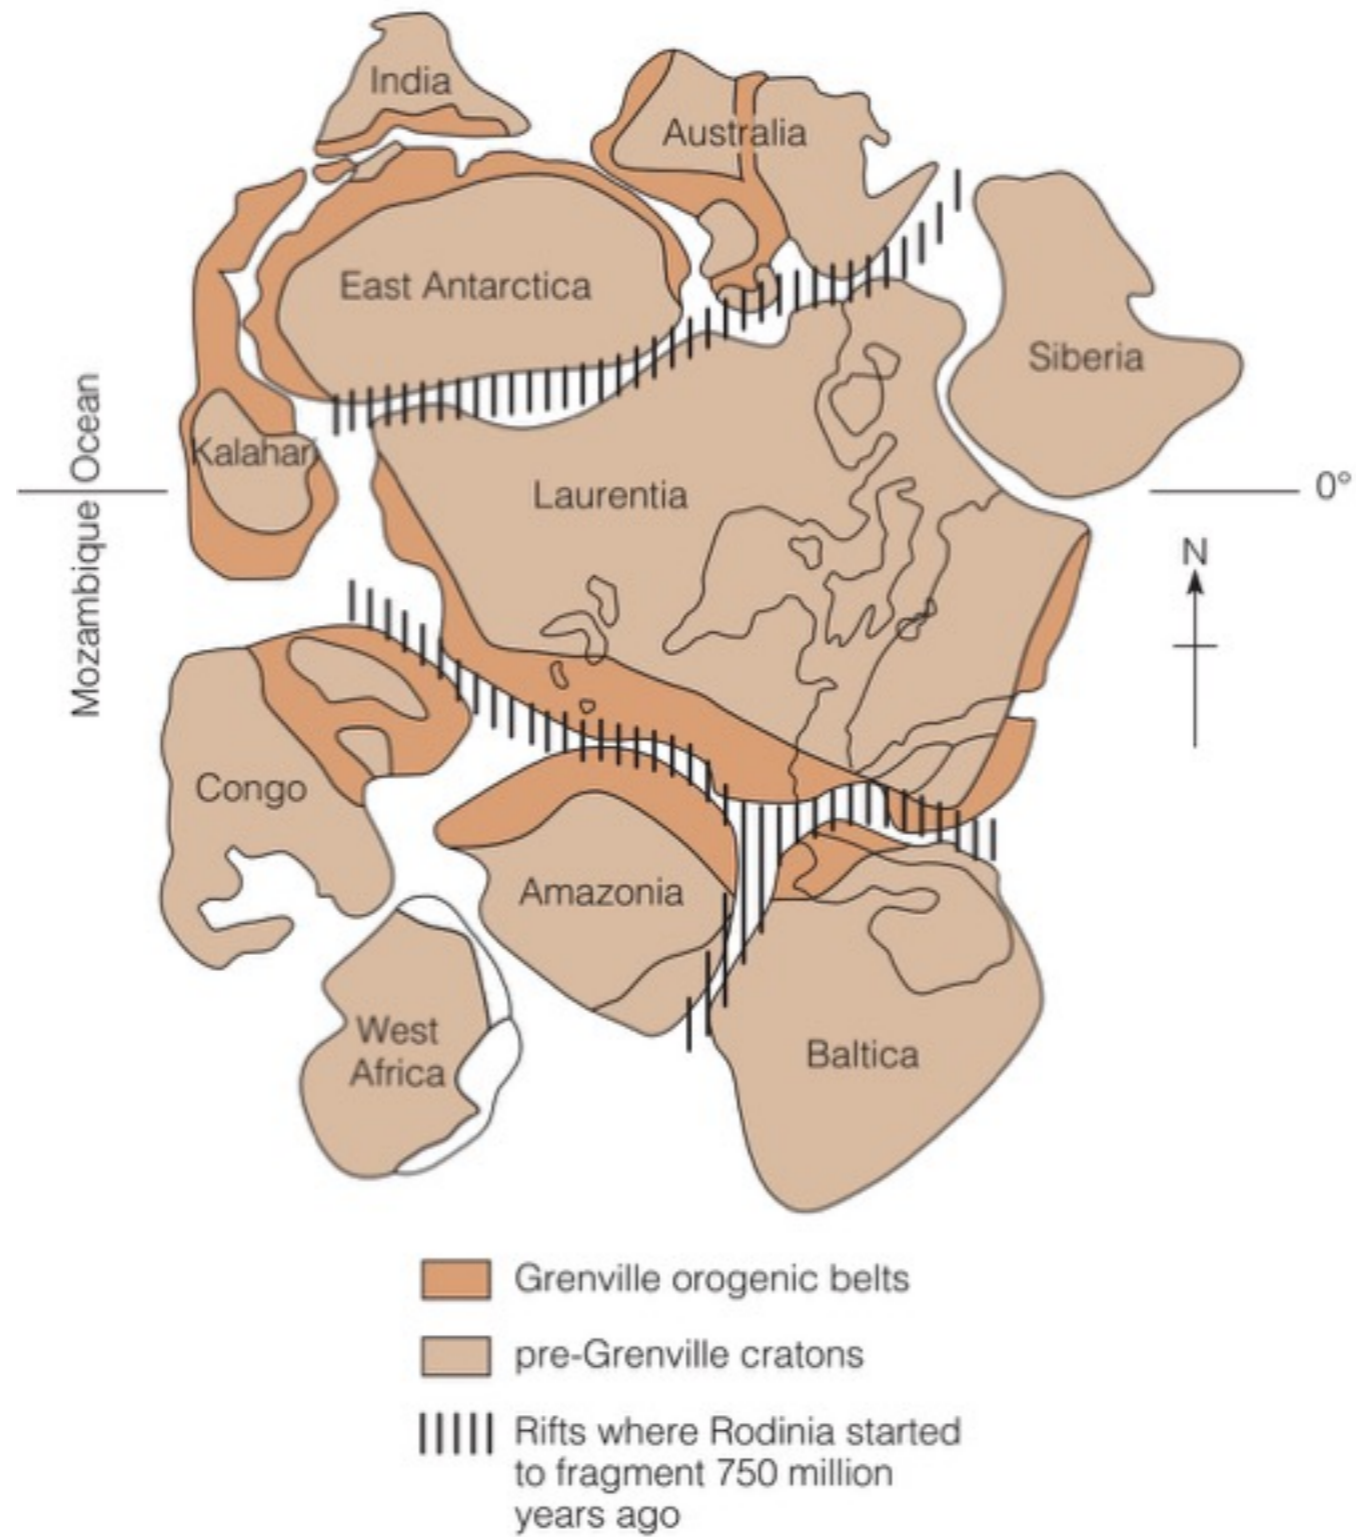 India
Australia
East Antarctica
Siberia
Kalahari
Mozambique Ocean
Laurentia
0°
N
Congo
Amazonia
West
Africa
Baltica
Grenville orogenic belts
pre-Grenville cratons
Rifts where Rodinia started
to fragment 750 million
years ago